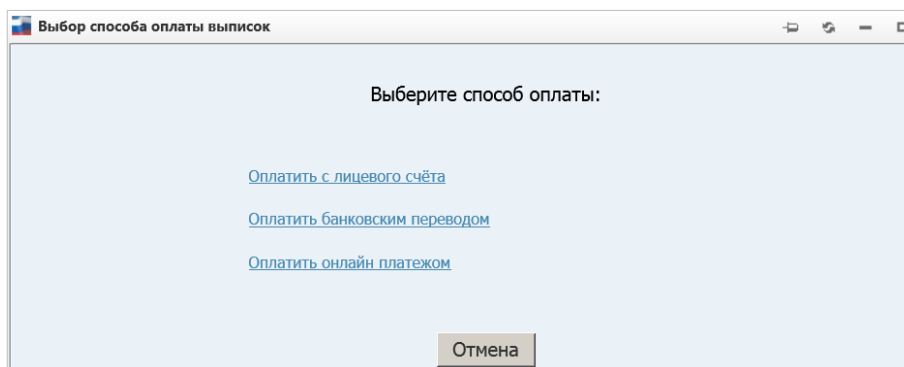 Выбор способа оплаты выписок
Выберите способ оплаты:
Оплатить с лицевого счёта
Оплатить банковским переводом
Оплатить онлайн платежом
Отмена